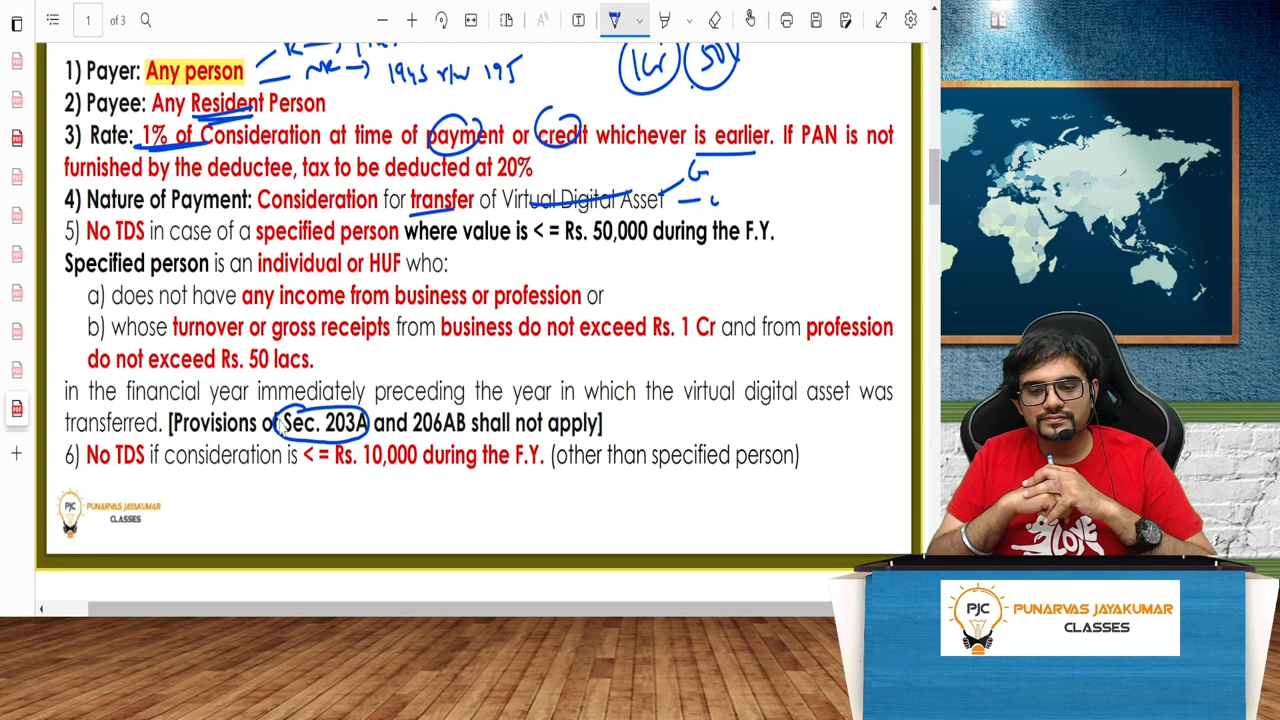 1
of 3
1) Payer: Any person
194S r/w 195
1Cr 50L
2) Payee: Any Resident Person
3) Rate: 1% of Consideration at time of payment or credit whichever is earlier. If PAN is not
furnished by the deductee, tax to be deducted at 20%
4) Nature of Payment: Consideration for transfer of Virtual Digital Asset
5) No TDS in case of a specified person where value is < = Rs. 50,000 during the F.Y.
Specified person is an individual or HUF who:
a) does not have any income from business or profession or
b) whose turnover or gross receipts from business do not exceed Rs. 1 Cr and from profession
do not exceed Rs. 50 lacs.
in the financial year immediately preceding the year in which the virtual digital asset was
transferred. [Provisions of Sec. 203A and 206AB shall not apply]
6) No TDS if consideration is < = Rs. 10,000 during the F.Y. (other than specified person)
PJC
PUNARVAS JAYAKUMAR
CLASSES
PJC
PUNARVAS JAYAKUMAR
CLASSES